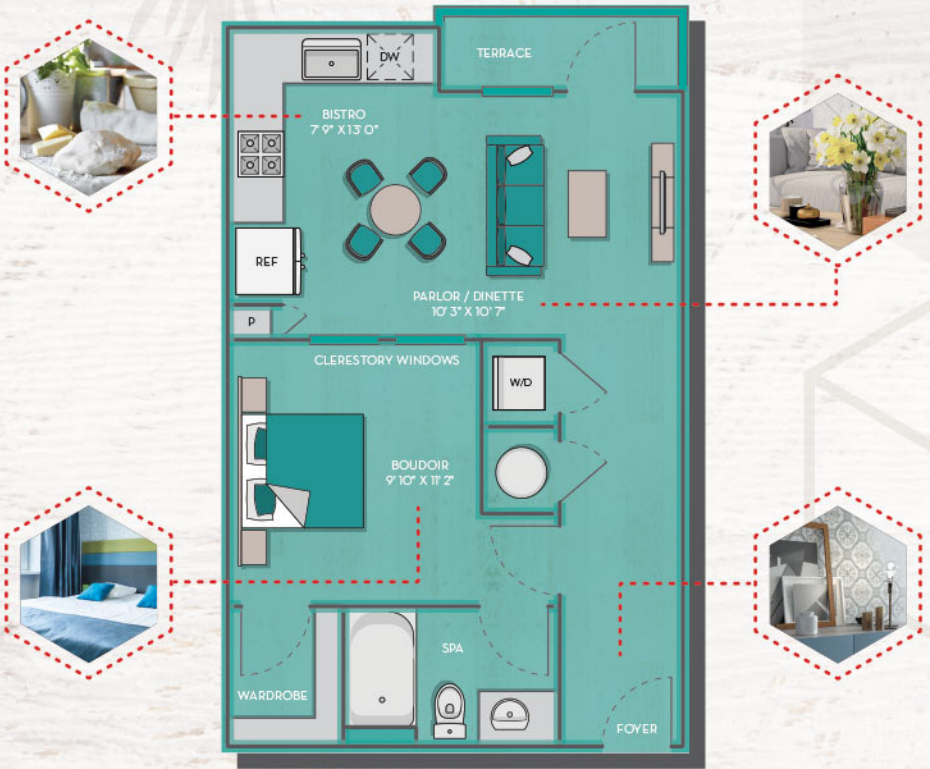 TERRACE
DW
BISTRO
7' 9" X 13' 0"
REF
PARLOR / DINETTE
10' 3" X 10' 7"
P
CLERESTORY WINDOWS
W/D
BOUDOIR
9' 10" X 11' 2"
SPA
WARDROBE
FOYER